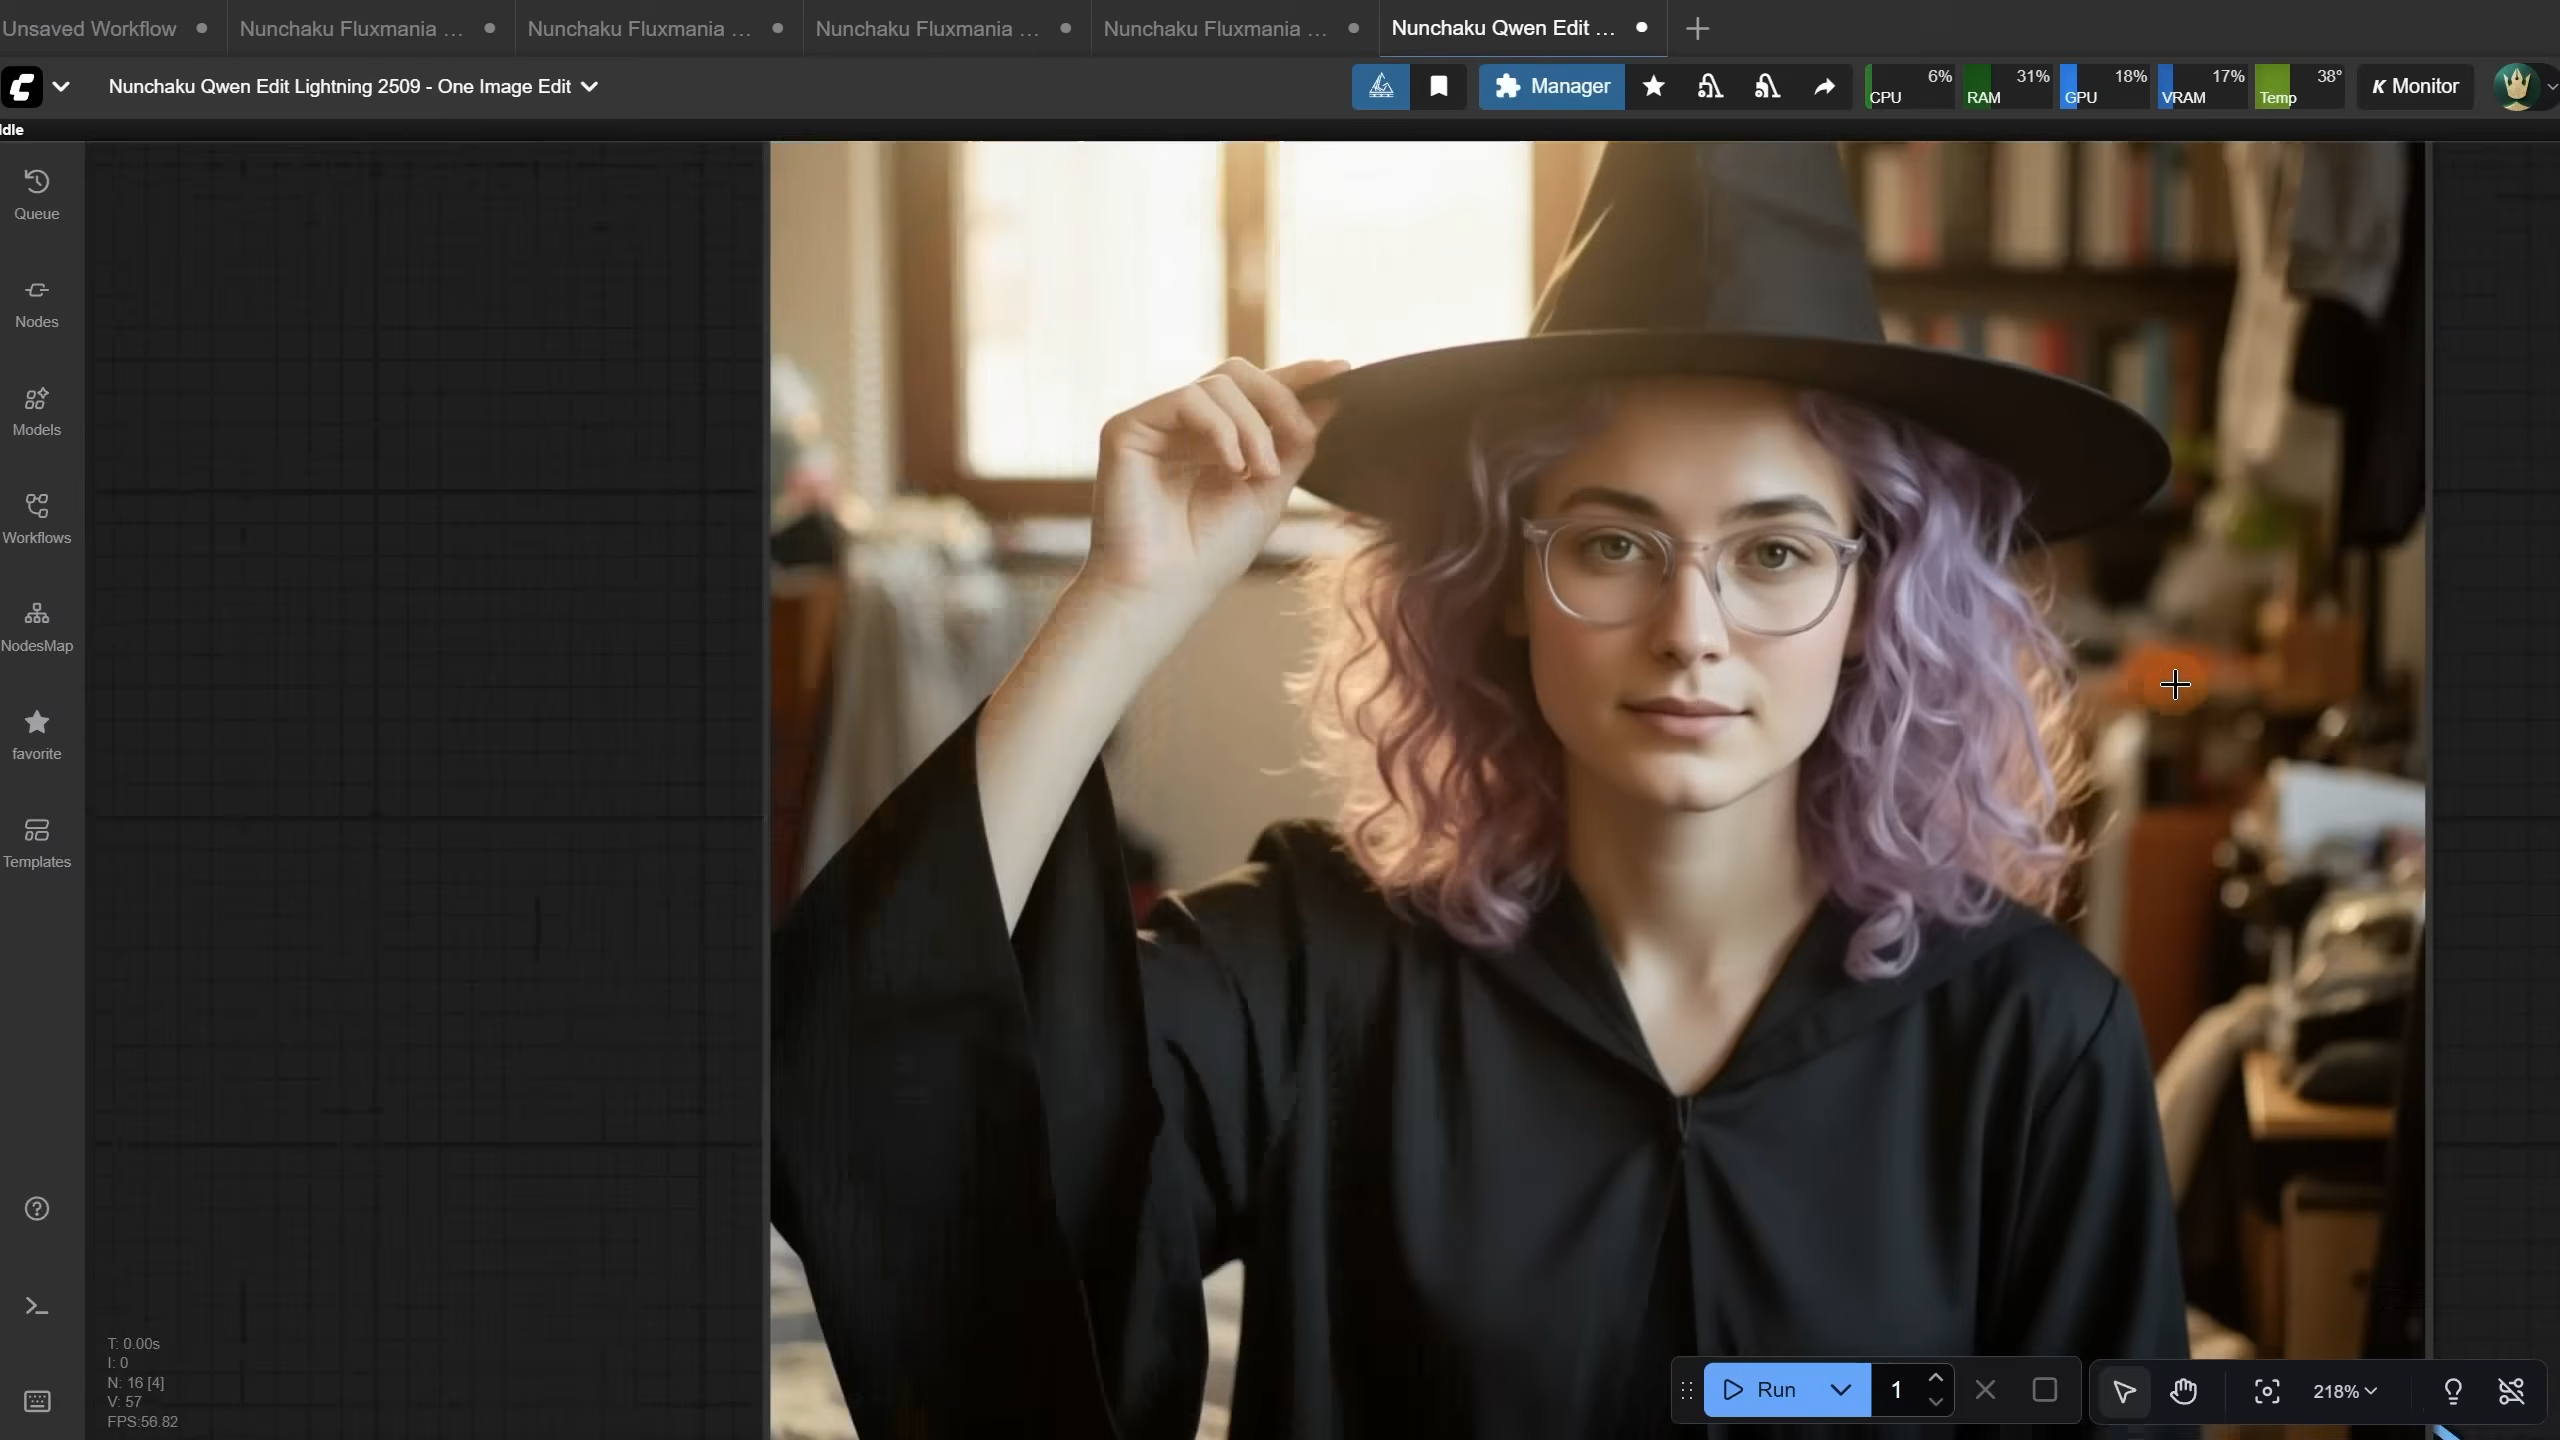 Unsaved Workflow
Nunchaku Fluxmania ...
Nunchaku Fluxmania ...
Nunchaku Fluxmania ...
Nunchaku Fluxmania ...
Nunchaku Qwen Edit ...
Nunchaku Qwen Edit Lightning 2509 - One Image Edit
Manager
6%
CPU
31%
RAM
18%
GPU
17%
VRAM
38°
Temp
K Monitor
Idle
Queue
Nodes
Models
Workflows
NodesMap
favorite
Templates
T: 0.00s
I: 0
N: 16 [4]
V: 57
FPS:56.82
Run
1
218%